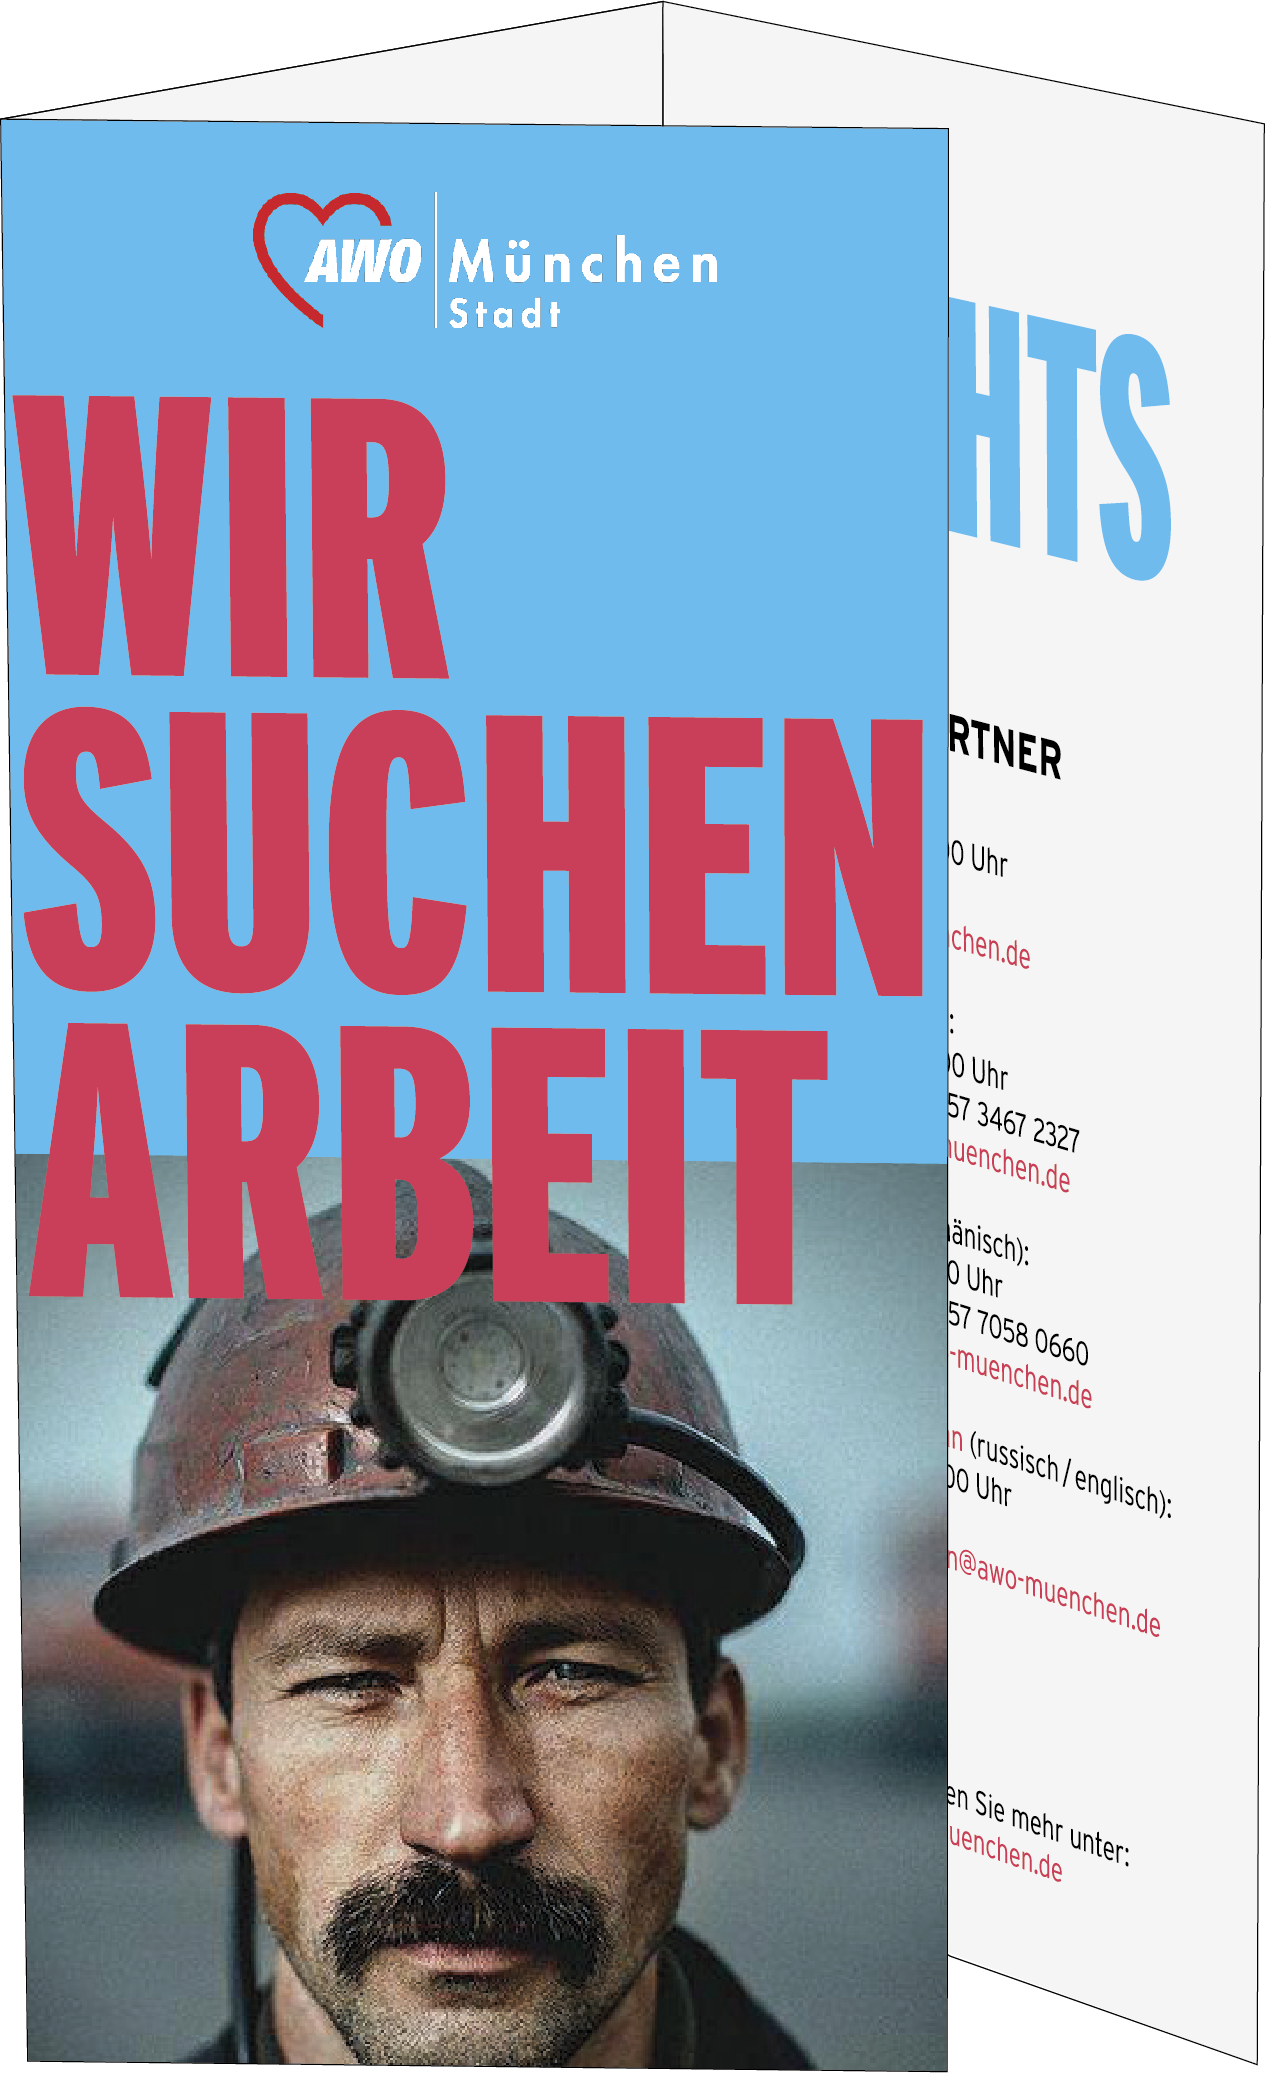 AWO München
Stadt
WIR
SUCHEN
ARBEIT
HTS
RTNER
00 Uhr
chen.de
:
00 Uhr
57 3467 2327
uenchen.de
änisch):
0 Uhr
57 7058 0660
-muenchen.de
n (russisch / englisch):
00 Uhr
n@awo-muenchen.de
en Sie mehr unter:
uenchen.de